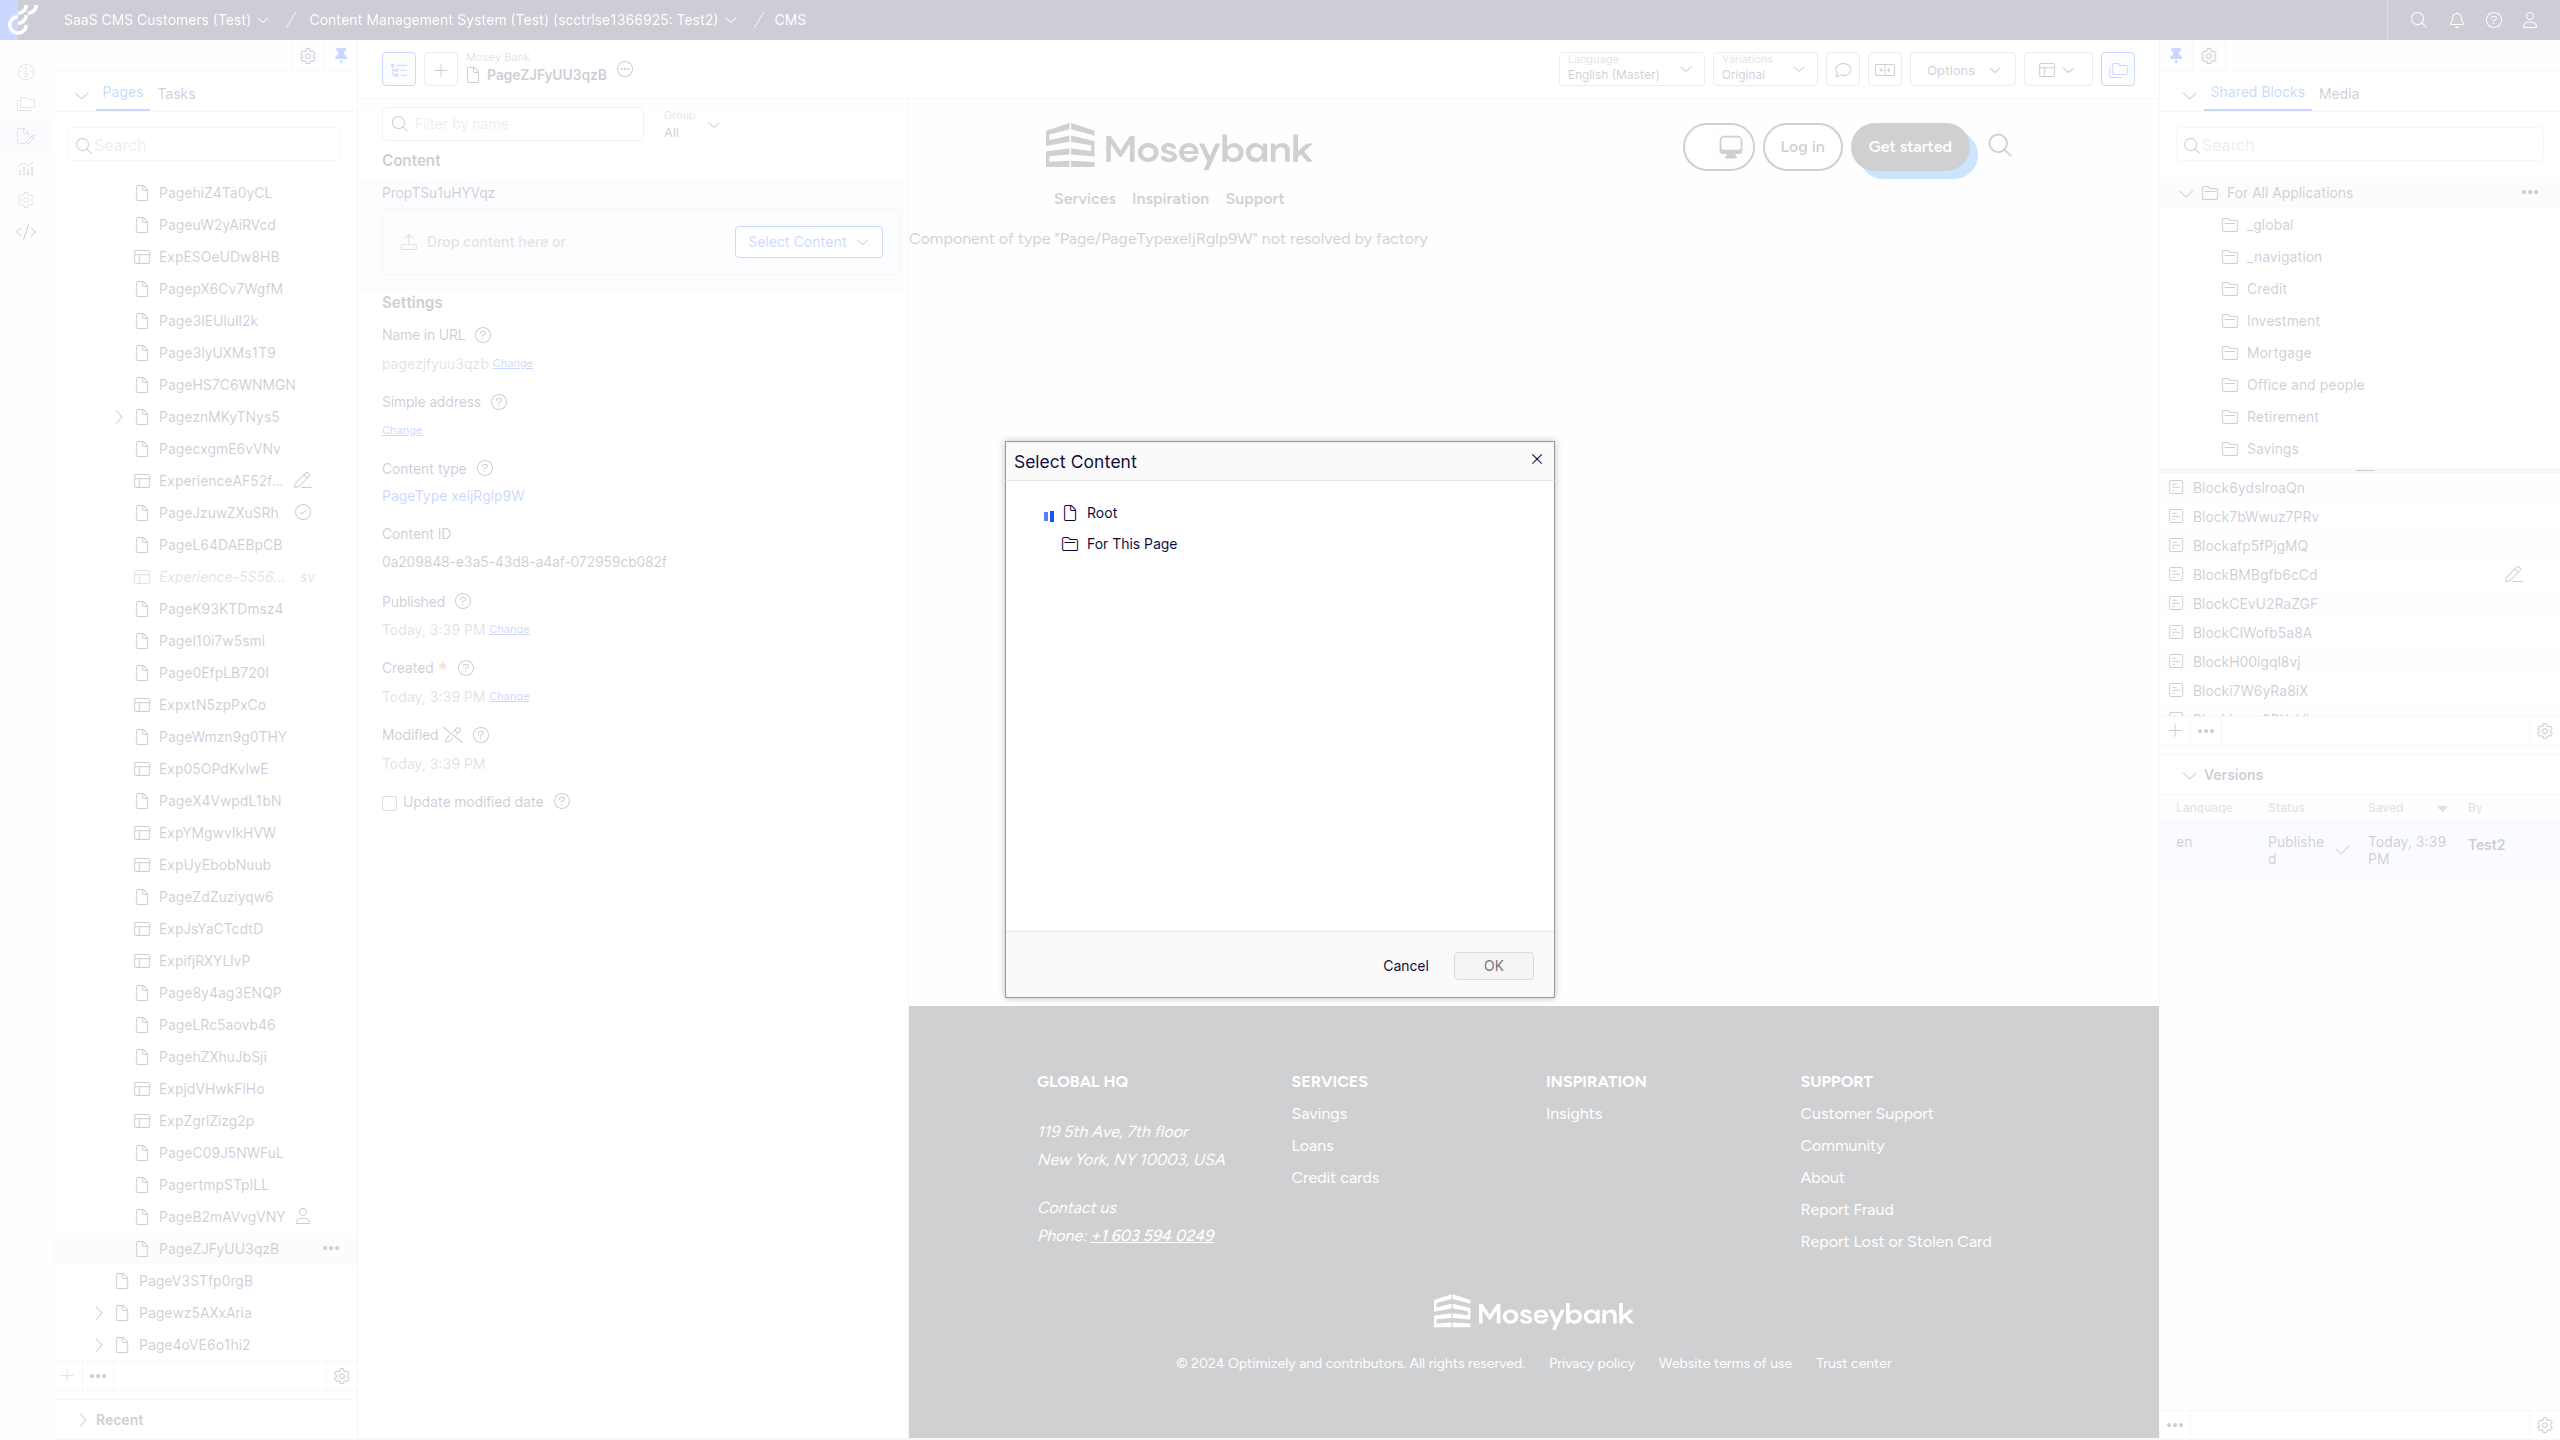 SaaS CMS Customers (Test)
Content Management System (Test) (scctrlse1366925: Test2)
CMS
Pages
Tasks
Search
PagehiZ4Ta0yCL
PageuW2yAiRVcd
ExpESOeUDw8HB
PagepX6Cv7WgfM
Page3lEUIuIl2k
Page3lyUXMs1T9
PageHS7C6WNMGN
PageznMKyTNys5
PagecxgmE6vVNv
ExperienceAF52f...
PageJzuwZXuSRh
PageL64DAEBpCB
Experience-5S56... sv
PageK93KTDmsz4
PageI10i7w5smi
Page0EfpLB720I
ExpxtN5zpPxCo
PageWmzn9g0THY
Exp05OPdKvIwE
PageX4VwpdL1bN
ExpYMgwvIkHVW
ExpUyEbobNuub
PageZdZuziyqw6
ExpJsYaCTcdtD
ExpifjRXYLlvP
Page8y4ag3ENQP
PageLRc5aovb46
PagehZXhuJbSji
ExpjdVHwkFlHo
ExpZgrlZizg2p
PageC09J5NWFuL
PagertmpSTpILL
PageB2mAVvgVNY
PageZJFyUU3qzB
PageV3STfp0rgB
Pagewz5AXxAria
Page4oVE6o1hi2
Recent
Mosey Bank
PageZJFyUU3qzB
Language
English (Master)
Variations
Original
Options
Filter by name
Group
All
Content
PropTSu1uHYVqz
Drop content here or
Select Content
Settings
Name in URL
pagezjfyuu3qzb Change
Simple address
Change
Content type
PageType xeljRglp9W
Content ID
0a209848-e3a5-43d8-a4af-072959cb082f
Published
Today, 3:39 PM Change
Created *
Today, 3:39 PM Change
Modified
Today, 3:39 PM
Update modified date
Moseybank
Log in
Get started
Services
Inspiration
Support
Component of type "Page/PageTypexeljRglp9W" not resolved by factory
Select Content
Root
For This Page
Cancel
OK
GLOBAL HQ
119 5th Ave, 7th floor
New York, NY 10003, USA
Contact us
Phone: +1 603 594 0249
SERVICES
Savings
Loans
Credit cards
INSPIRATION
Insights
SUPPORT
Customer Support
Community
About
Report Fraud
Report Lost or Stolen Card
Moseybank
© 2024 Optimizely and contributors. All rights reserved.
Privacy policy
Website terms of use
Trust center
Shared Blocks
Media
Search
For All Applications
_global
_navigation
Credit
Investment
Mortgage
Office and people
Retirement
Savings
Block6ydslroaQn
Block7bWwuz7PRv
Blockafp5fPjgMQ
BlockBMBgfb6cCd
BlockCEvU2RaZGF
BlockCIWofb5a8A
BlockH00igqI8vj
Blocki7W6yRa8iX
Versions
Language
Status
Saved
By
en
Publishe
d
Today, 3:39
PM
Test2